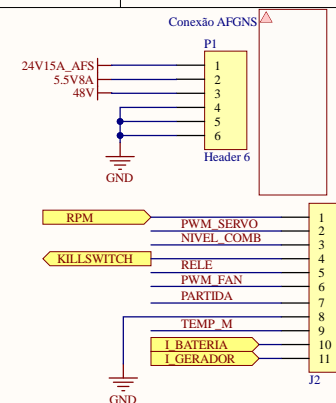 Conexão AFGNS
P1
24V15A_AFS 1
5.5V8A 2
48V 3
4
5
6
Header 6
GND
RPM 1
PWM_SERVO 2
NIVEL_COMB 3
KILLSWITCH 4
RELE 5
PWM_FAN 6
PARTIDA 7
8
TEMP_M 9
I_BATERIA 10
I_GERADOR 11
J2
GND